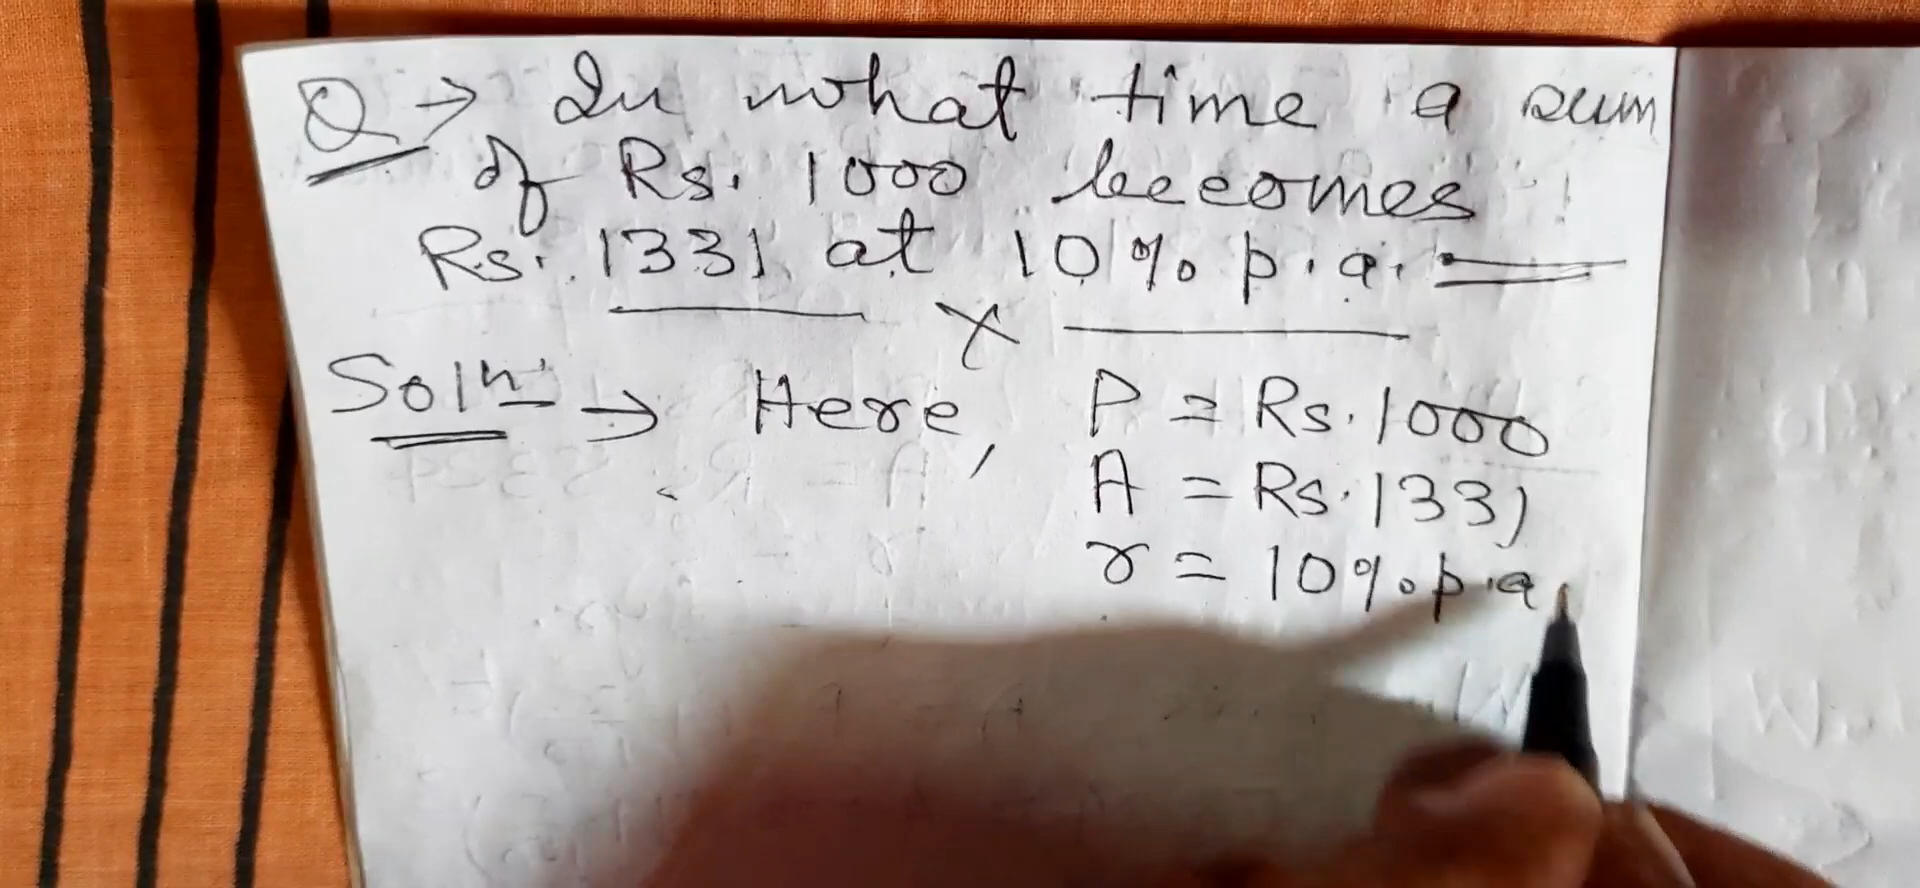 Q → In what time a sum
of Rs. 1000 becomes
Rs. 1331 at 10% p.a.
x
Soln → Here, P = Rs. 1000
A = Rs. 1331
r = 10% p.a.